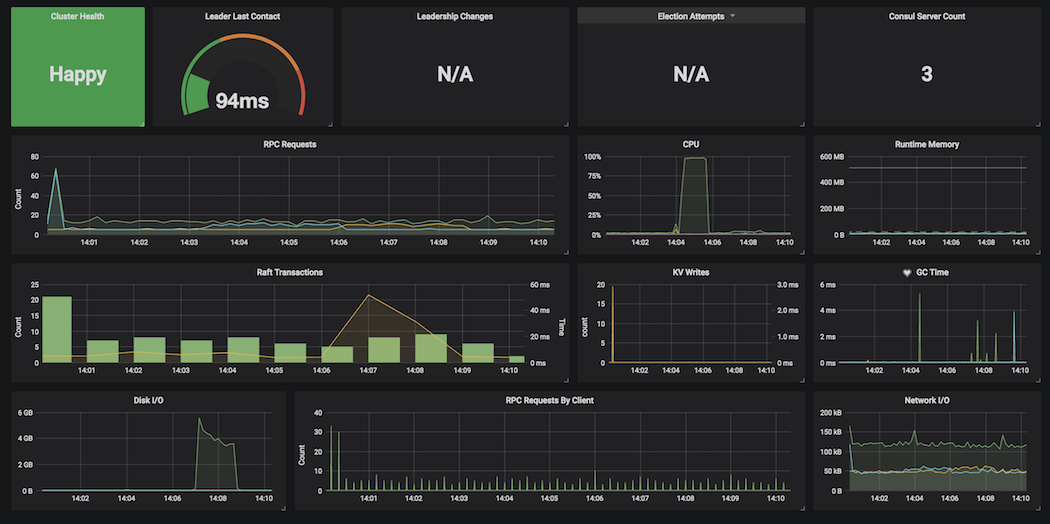 Cluster Health
Leader Last Contact
Leadership Changes
Election Attempts
Consul Server Count
Happy
94ms
N/A
N/A
3
RPC Requests
Count
80
60
40
20
0
14:01 14:02 14:03 14:04 14:05 14:06 14:07 14:08 14:09 14:10
CPU
100%
75%
50%
25%
0%
14:02 14:04 14:06 14:08 14:10
Runtime Memory
600 MB
400 MB
200 MB
0 B
14:02 14:04 14:06 14:08 14:10
Raft Transactions
Count
25
20
15
10
5
0
60 ms
40 ms
20 ms
0 ms
Time
14:01 14:02 14:03 14:04 14:05 14:06 14:07 14:08 14:09 14:10
KV Writes
count
20
15
10
5
0
3.0 ms
2.0 ms
1.0 ms
0 ms
14:02 14:04 14:06 14:08 14:10
GC Time
6 ms
4 ms
2 ms
0 ms
14:02 14:04 14:06 14:08 14:10
Disk I/O
6 GB
4 GB
2 GB
0 B
14:02 14:04 14:06 14:08 14:10
RPC Requests By Client
Count
40
30
20
10
0
14:01 14:02 14:03 14:04 14:05 14:06 14:07 14:08 14:09 14:10
Network I/O
200 kB
150 kB
100 kB
50 kB
0 B
14:02 14:04 14:06 14:08 14:10